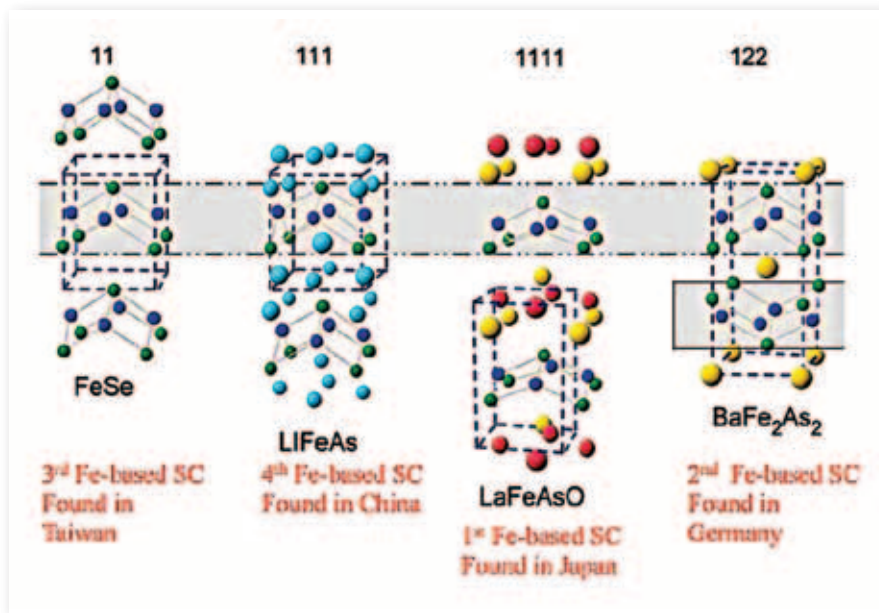 11
111
1111
122
FeSe
3rd Fe-based SC
Found in
Taiwan
LIFeAs
4th Fe-based SC
Found in China
LaFeAsO
1st Fe-based SC
Found in Japan
BaFe₂As₂
2nd Fe-based SC
Found in
Germany